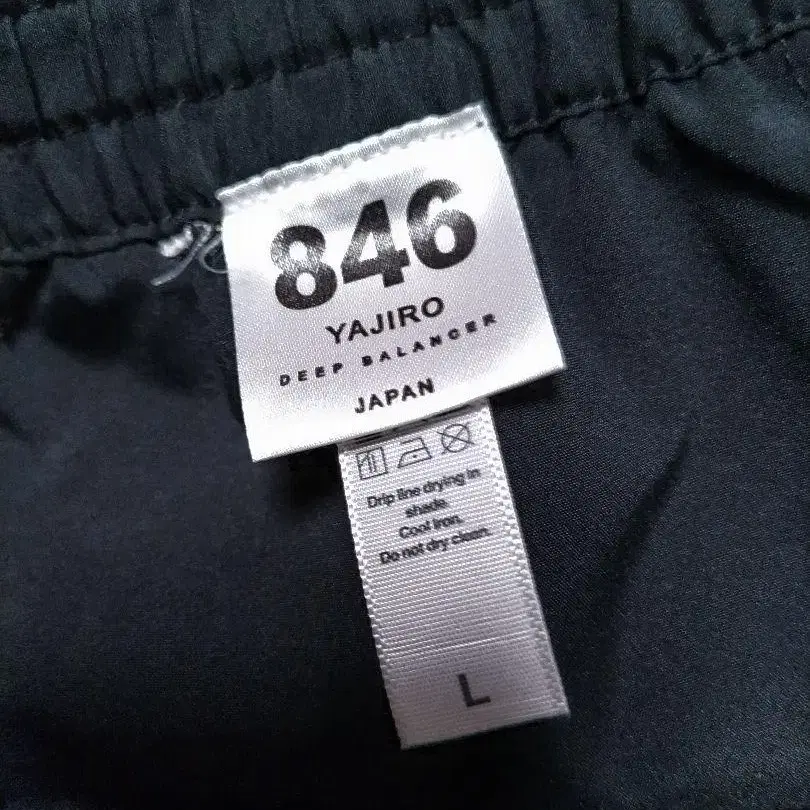 846
YAJIRO
DEEP BALANCER
JAPAN
Drip line drying in
shade.
Cool iron.
Do not dry clean.
L